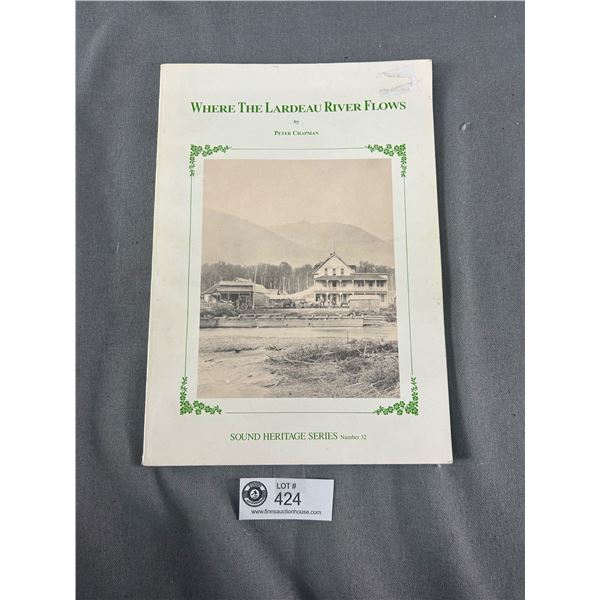 WHERE THE LARDEAU RIVER FLOWS
by
PETER CHAPMAN
SOUND HERITAGE SERIES Number 32
LOT #
424
www.finnsauctionhouse.com